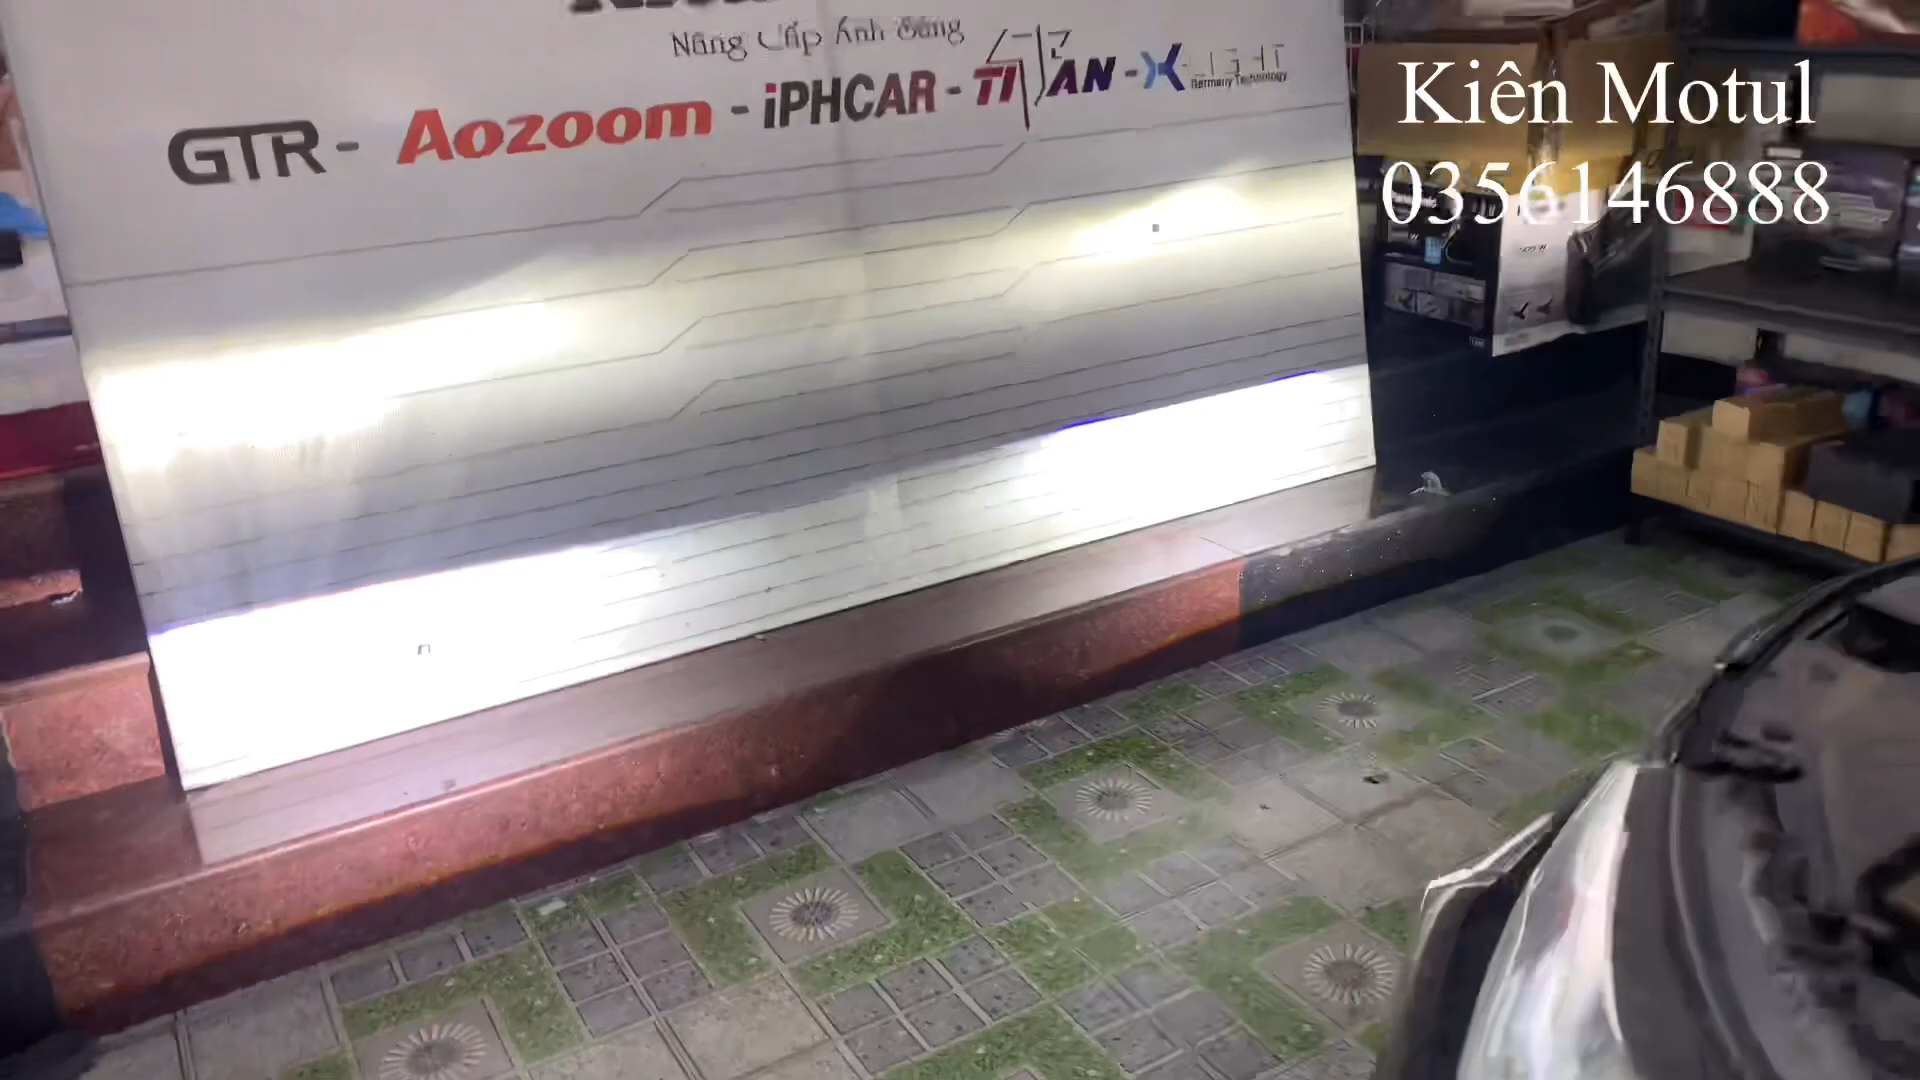 Nâng Cấp Ánh Sáng
GTR - Aozoom - iPHCAR - TITAN - X-LIGHT
Germany Technology
Kiên Motul
0356146888